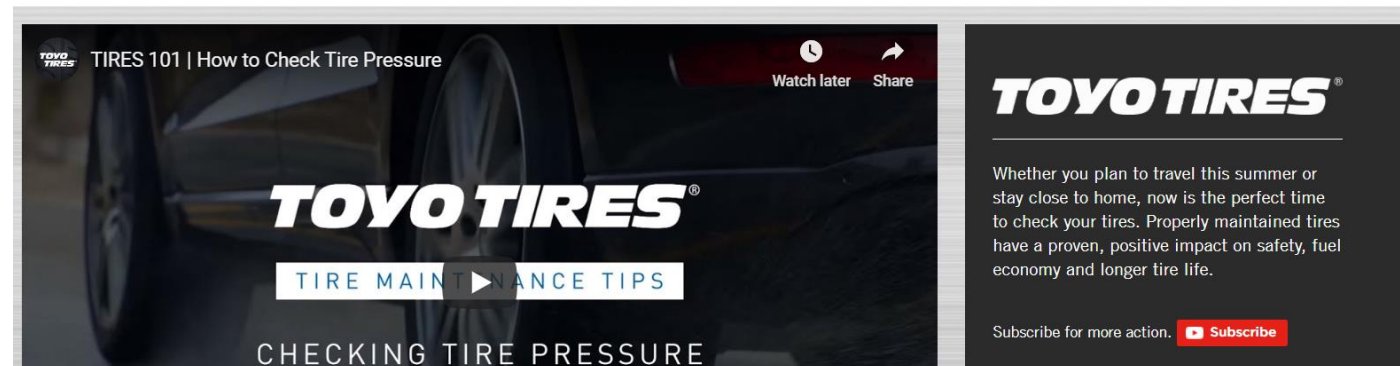 TOYO
TIRES
TIRES 101 | How to Check Tire Pressure
Watch later
Share
TOYO TIRES®
TIRE MAINTENANCE TIPS
CHECKING TIRE PRESSURE
TOYO TIRES®
Whether you plan to travel this summer or
stay close to home, now is the perfect time
to check your tires. Properly maintained tires
have a proven, positive impact on safety, fuel
economy and longer tire life.
Subscribe for more action.
Subscribe